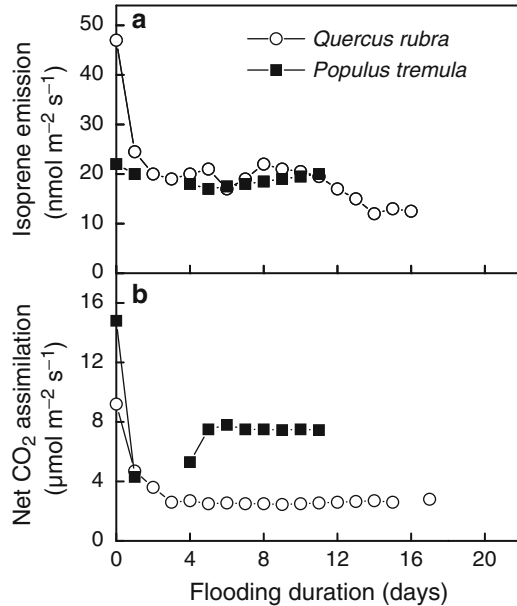 a
Quercus rubra
Populus tremula
50
40
30
20
10
0
Isoprene emission
(nmol m⁻² s⁻¹)
b
16
12
8
4
0
Net CO₂ assimilation
(μmol m⁻² s⁻¹)
0 4 8 12 16 20
Flooding duration (days)